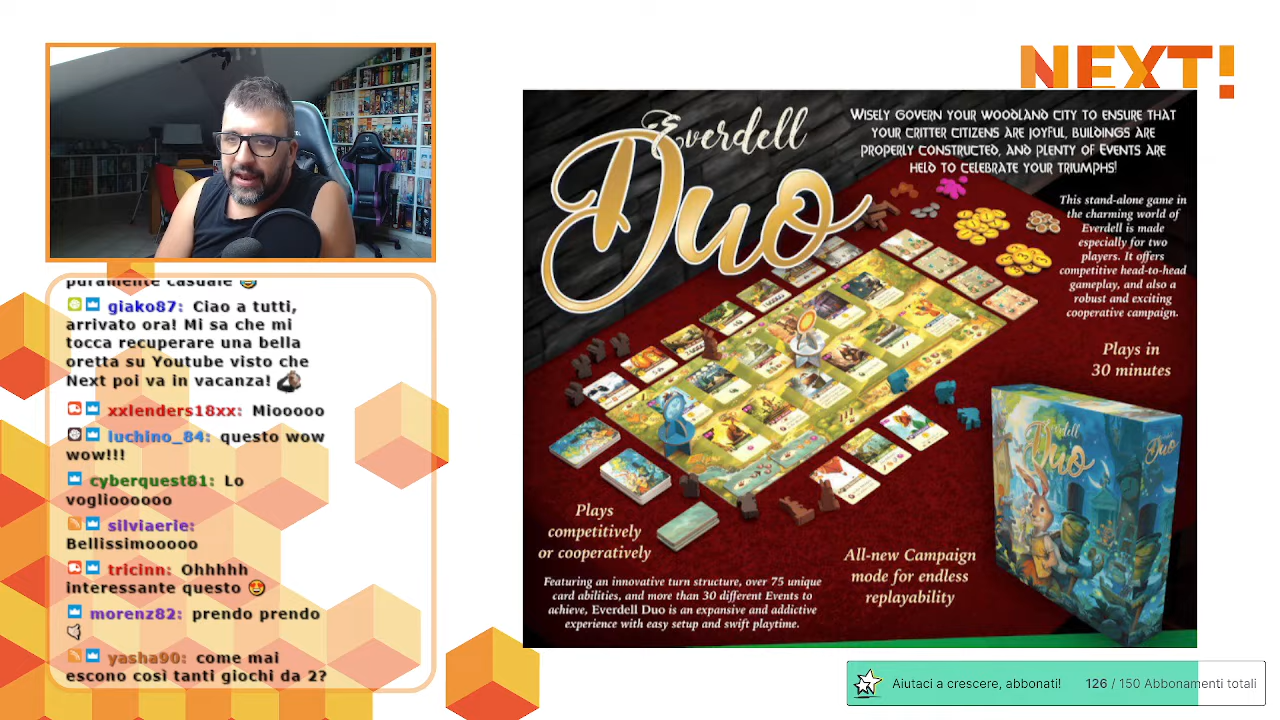 NEXT!
puramente casuale
giako87: Ciao a tutti,
arrivato ora! Mi sa che mi
tocca recuperare una bella
oretta su Youtube visto che
Next poi va in vacanza!
xxlenders18xx: Miooooo
luchino_84: questo wow
wow!!!
cyberquest81: Lo
vogliooooo
silviaerie:
Bellissimooooo
tricinn: Ohhhhh
interessante questo
morenz82: prendo prendo
yasha90: come mai
escono così tanti giochi da 2?
Everdell
Duo
Wisely govern your woodland city to ensure that
your critter citizens are joyful, buildings are
properly constructed, and plenty of Events are
held to celebrate your triumphs!
This stand-alone game in
the charming world of
Everdell is made
especially for two
players. It offers
competitive head-to-head
gameplay, and also a
robust and exciting
cooperative campaign.
Plays in
30 minutes
Everdell
Duo
Duo
Plays
competitively
or cooperatively
All-new Campaign
mode for endless
replayability
Featuring an innovative turn structure, over 75 unique
card abilities, and more than 30 different Events to
achieve, Everdell Duo is an expansive and addictive
experience with easy setup and swift playtime.
Aiutaci a crescere, abbonati! 126 / 150 Abbonamenti totali